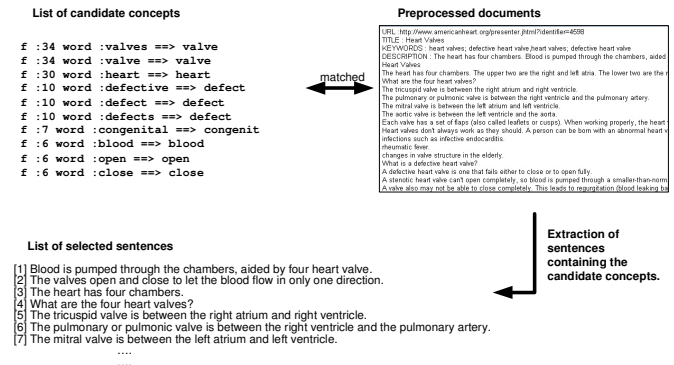 List of candidate concepts
f :34 word :valves ==> valve
f :34 word :valve ==> valve
f :30 word :heart ==> heart
f :10 word :defective ==> defect
f :10 word :defect ==> defect
f :10 word :defects ==> defect
f :7 word :congenital ==> congenit
f :6 word :blood ==> blood
f :6 word :open ==> open
f :6 word :close ==> close
matched
Preprocessed documents
URL :http://www.americanheart.org/presenter.jhtml?identifier=4598
TITLE : Heart Valves
KEYWORDS : heart valves; defective heart valve,heart valves; defective heart valve
DESCRIPTION : The heart has four chambers. Blood is pumped through the chambers, aided
Heart Valves
The heart has four chambers. The upper two are the right and left atria. The lower two are the r
What are the four heart valves?
The tricuspid valve is between the right atrium and right ventricle.
The pulmonary or pulmonic valve is between the right ventricle and the pulmonary artery.
The mitral valve is between the left atrium and left ventricle.
The aortic valve is between the left ventricle and the aorta.
Each valve has a set of flaps (also called leaflets or cusps). When working properly, the heart
Heart valves don't always work as they should. A person can be born with an abnormal heart v
infections such as infective endocarditis.
rheumatic fever.
changes in valve structure in the elderly.
What is a defective heart valve?
A defective heart valve is one that fails either to close or to open fully.
A stenotic heart valve can't open completely, so blood is pumped through a smaller-than-norm
A valve also may not be able to close completely. This leads to regurgitation (blood leaking ba
Extraction of
sentences
containing the
candidate concepts.
List of selected sentences
[1] Blood is pumped through the chambers, aided by four heart valve.
[2] The valves open and close to let the blood flow in only one direction.
[3] The heart has four chambers.
[4] What are the four heart valves?
[5] The tricuspid valve is between the right atrium and right ventricle.
[6] The pulmonary or pulmonic valve is between the right ventricle and the pulmonary artery.
[7] The mitral valve is between the left atrium and left ventricle.
....
....